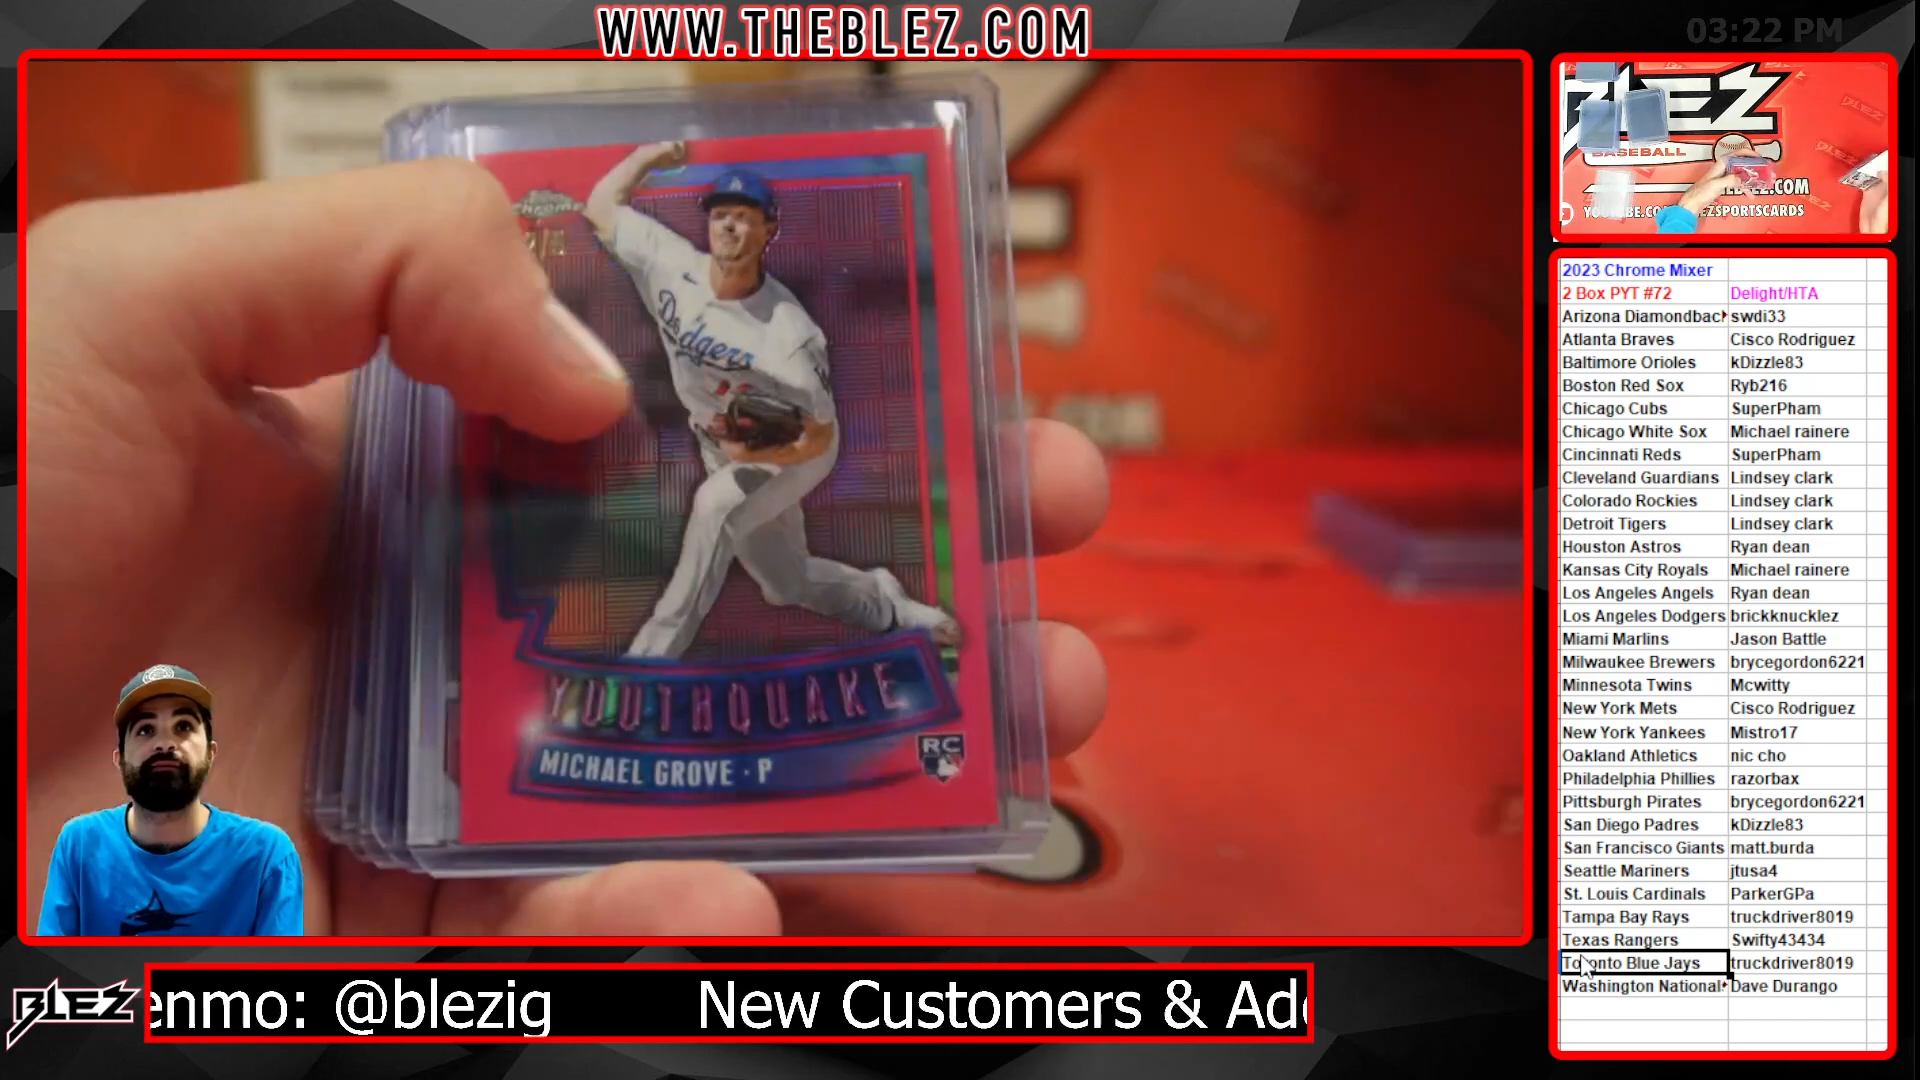 WWW.THEBLEZ.COM
03:22 PM
Chrome
Dodgers
YOUTHQUAKE
MICHAEL GROVE · P
RC
BLEZ
BASEBALL
2023 Chrome Mixer
2 Box PYT #72 Delight/HTA
Arizona Diamondbac swdi33
Atlanta Braves Cisco Rodriguez
Baltimore Orioles kDizzle83
Boston Red Sox Ryb216
Chicago Cubs SuperPham
Chicago White Sox Michael rainere
Cincinnati Reds SuperPham
Cleveland Guardians Lindsey clark
Colorado Rockies Lindsey clark
Detroit Tigers Lindsey clark
Houston Astros Ryan dean
Kansas City Royals Michael rainere
Los Angeles Angels Ryan dean
Los Angeles Dodgers brickknucklez
Miami Marlins Jason Battle
Milwaukee Brewers brycegordon6221
Minnesota Twins Mcwitty
New York Mets Cisco Rodriguez
New York Yankees Mistro17
Oakland Athletics nic cho
Philadelphia Phillies razorbax
Pittsburgh Pirates brycegordon6221
San Diego Padres kDizzle83
San Francisco Giants matt.burda
Seattle Mariners jtusa4
St. Louis Cardinals ParkerGPa
Tampa Bay Rays truckdriver8019
Texas Rangers Swifty43434
Toronto Blue Jays truckdriver8019
Washington National Dave Durango
BLEZ
enmo: @blezig New Customers & Ad